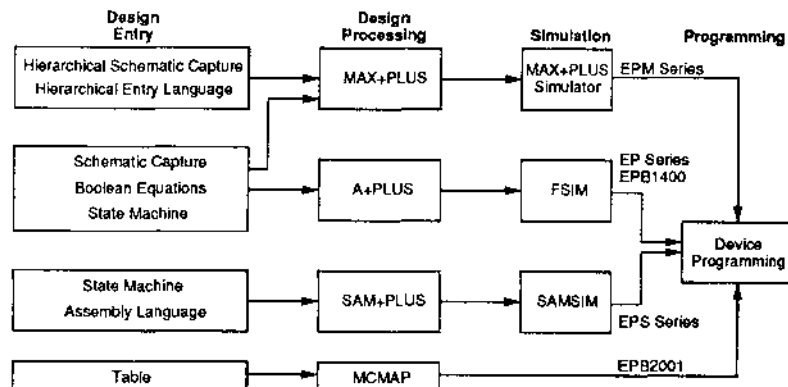 Design
Entry
Design
Processing
Simulation
Programming
Hierarchical Schematic Capture
Hierarchical Entry Language
MAX+PLUS
MAX+PLUS
Simulator
EPM Series
Schematic Capture
Boolean Equations
State Machine
A+PLUS
FSIM
EP Series
EPB1400
Device
Programming
State Machine
Assembly Language
SAM+PLUS
SAMSIM
EPS Series
Table
MCMAP
EPB2001